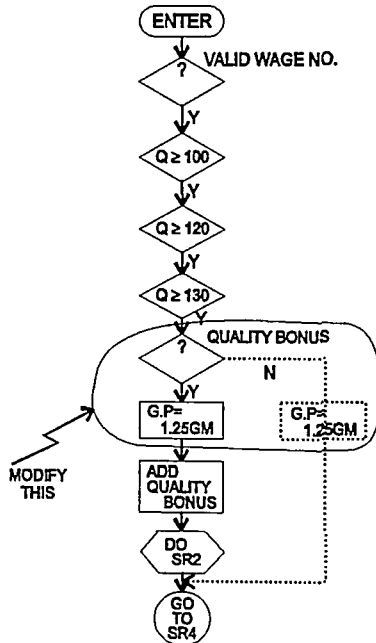 ENTER
?
VALID WAGE NO.
Y
Q ≥ 100
Y
Q ≥ 120
Y
Q ≥ 130
Y
QUALITY BONUS
?
N
Y
G.P=
1.25GM
G.P=
1.25GM
MODIFY
THIS
ADD
QUALITY
BONUS
DO
SR2
GO
TO
SR4